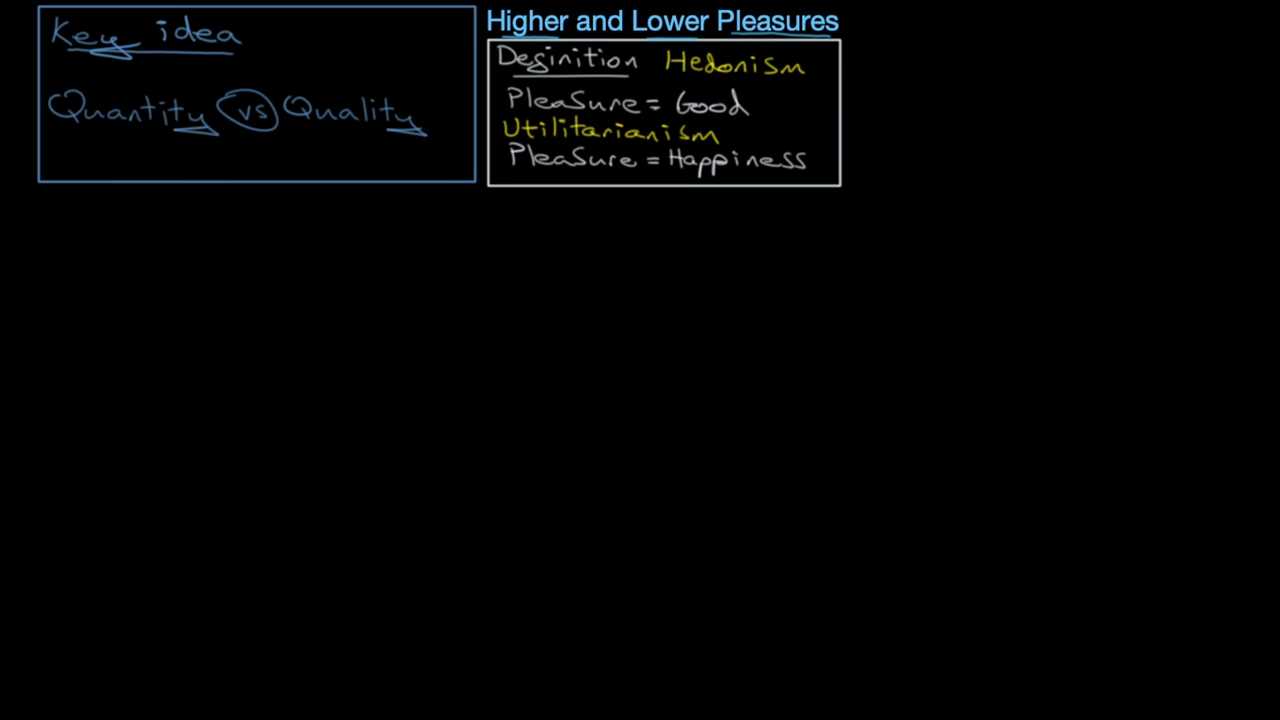 Key idea
Quantity vs Quality
Higher and Lower Pleasures
Definition Hedonism
Pleasure = Good
Utilitarianism
Pleasure = Happiness